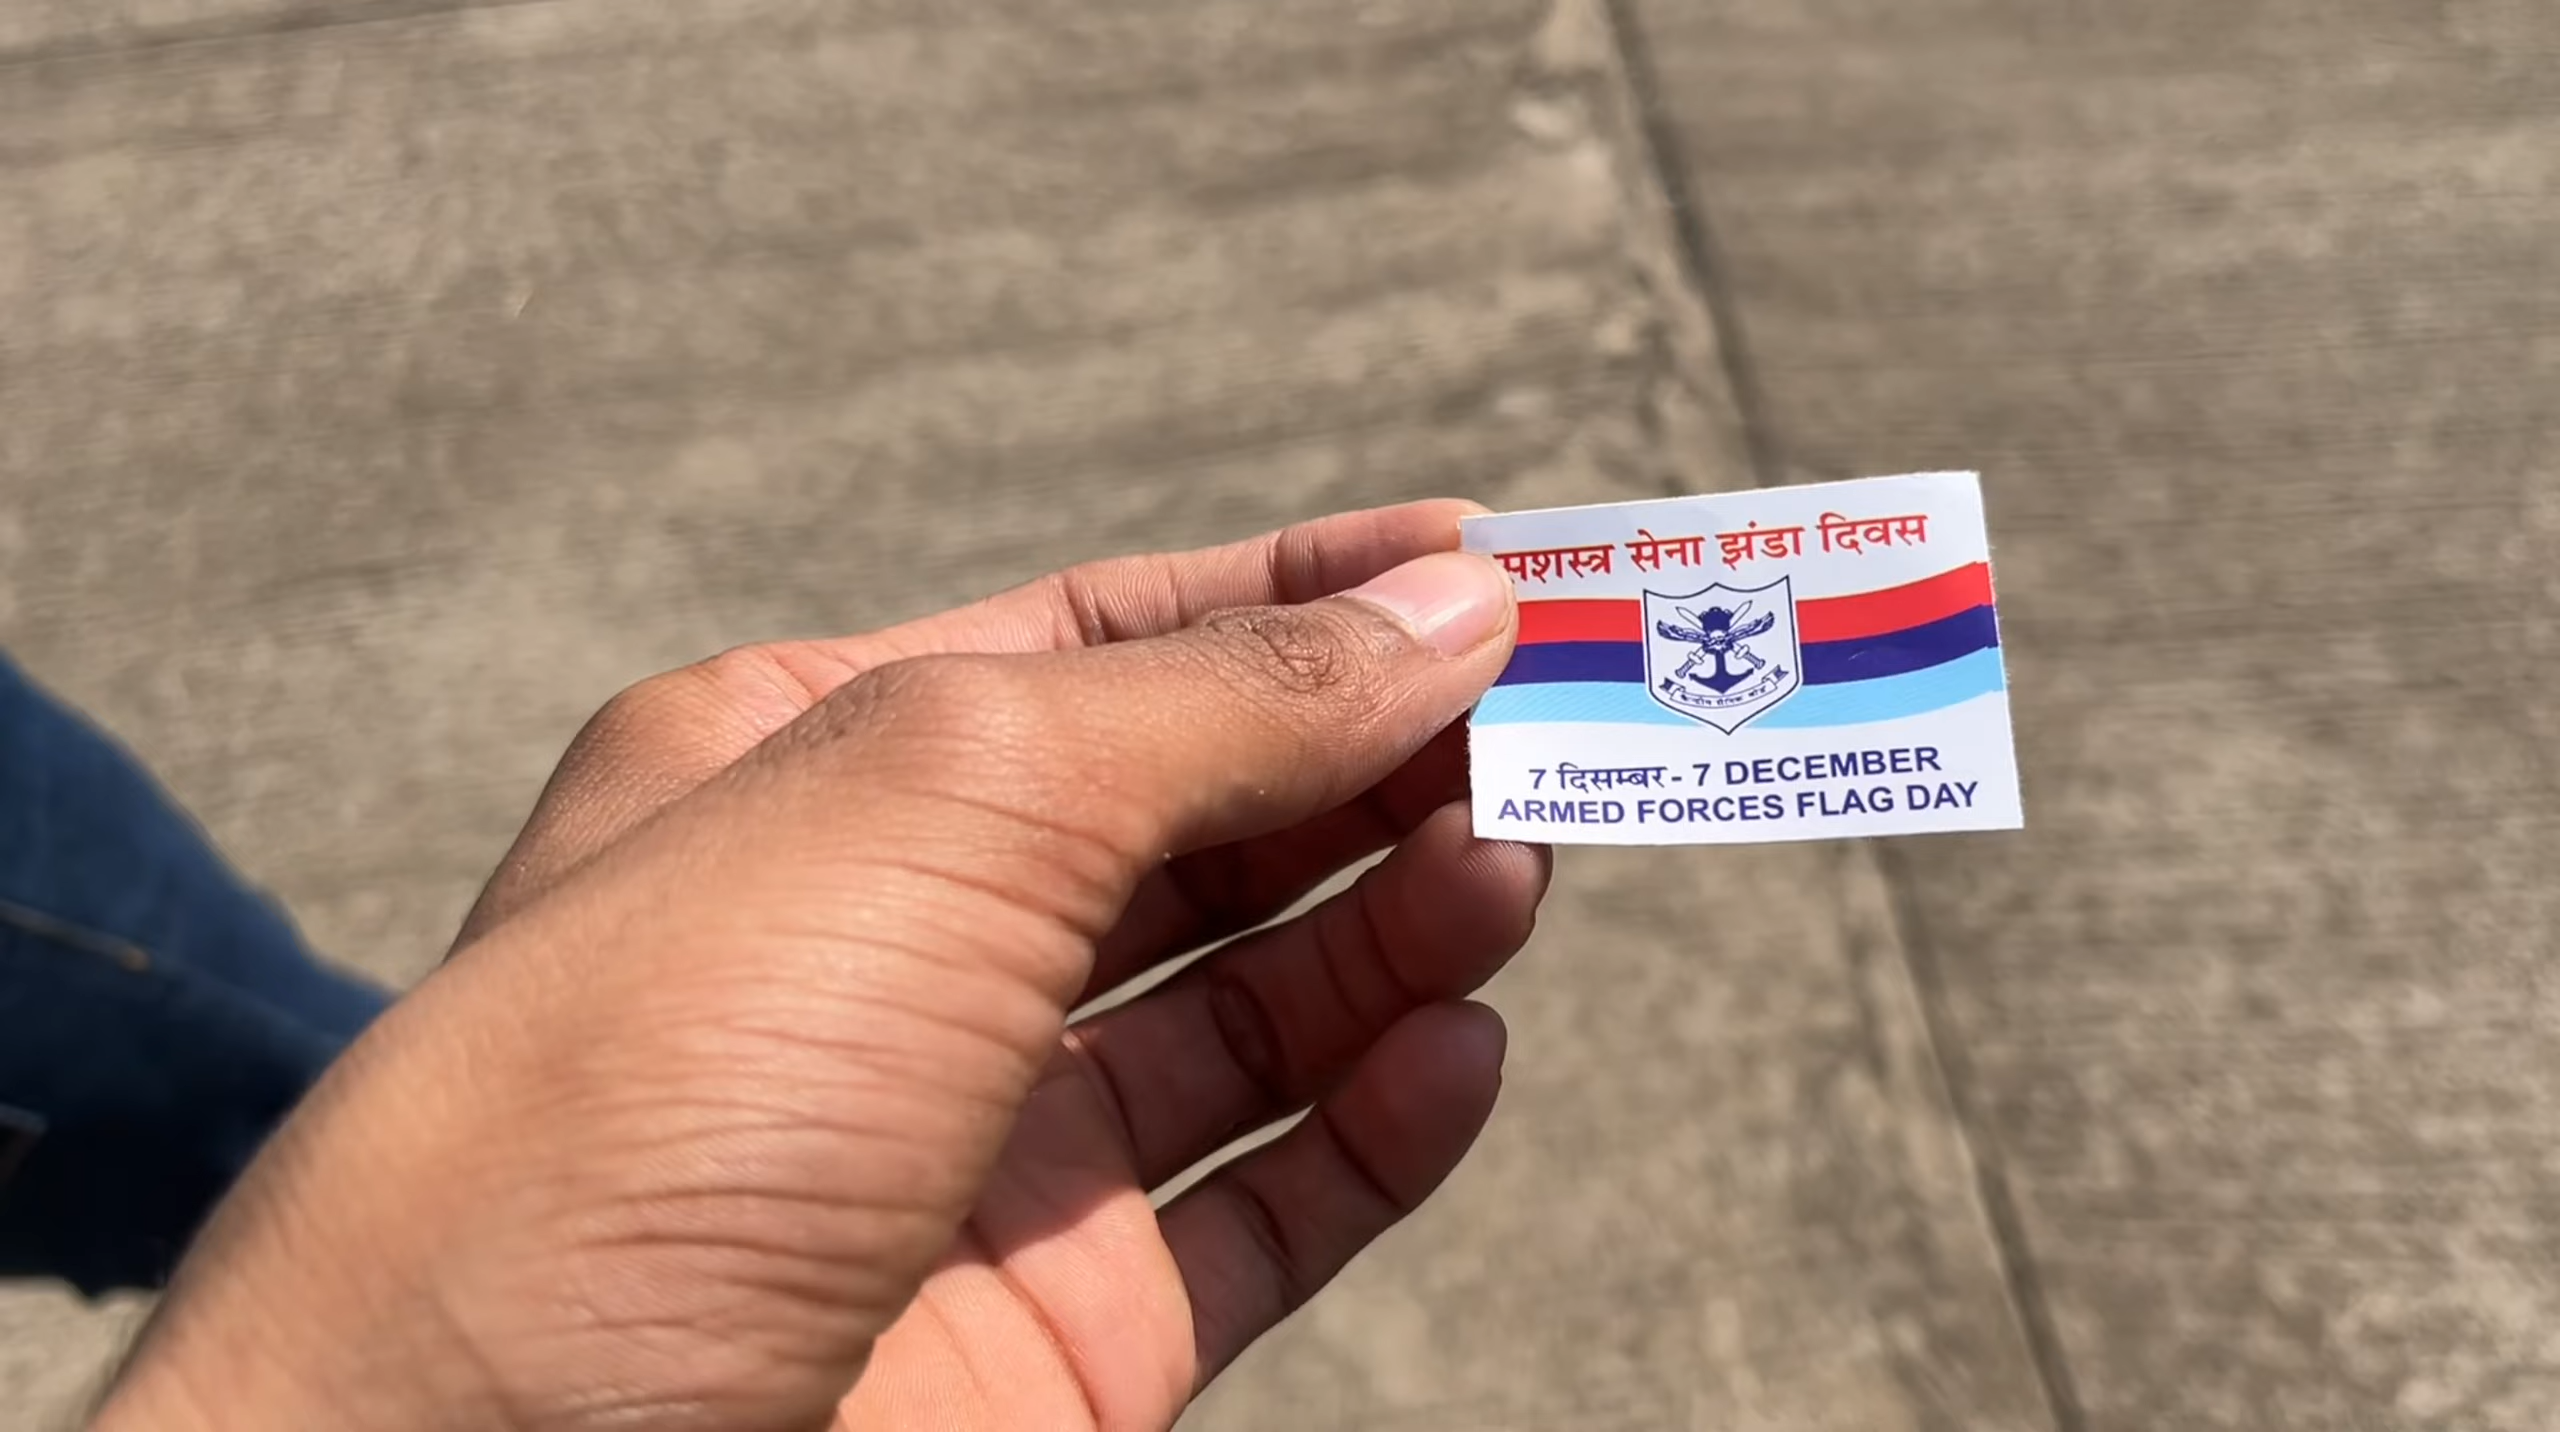 सशस्त्र सेना झंडा दिवस
केन्द्रीय सैनिक बोर्ड
7 दिसम्बर - 7 DECEMBER
ARMED FORCES FLAG DAY